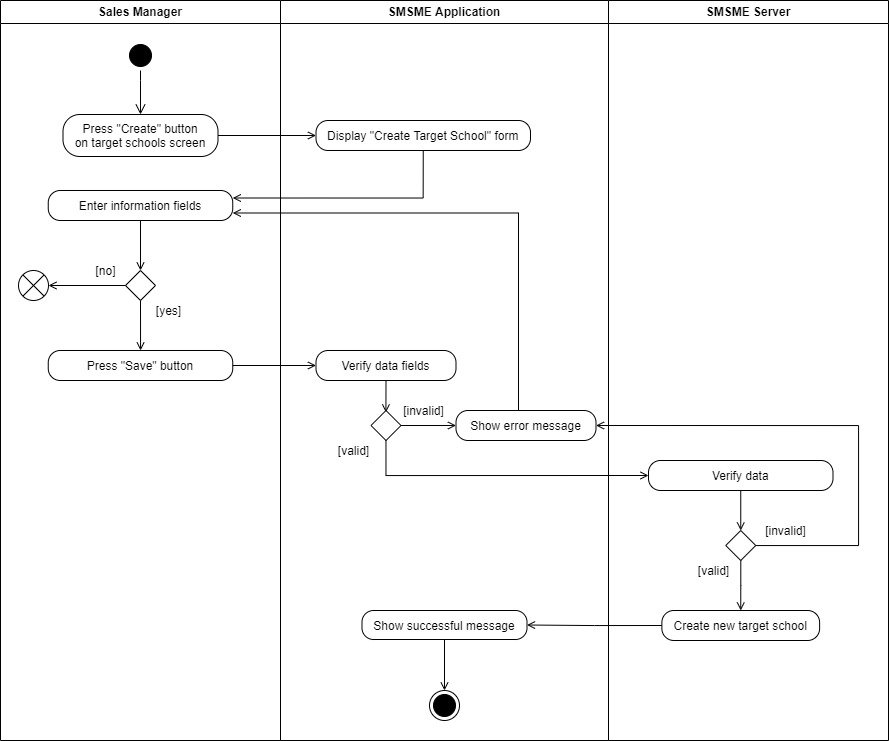 Sales Manager
SMSME Application
SMSME Server
Press "Create" button
on target schools screen
Display "Create Target School" form
Enter information fields
[no]
[yes]
Press "Save" button
Verify data fields
[invalid]
Show error message
[valid]
Verify data
[invalid]
[valid]
Show successful message
Create new target school